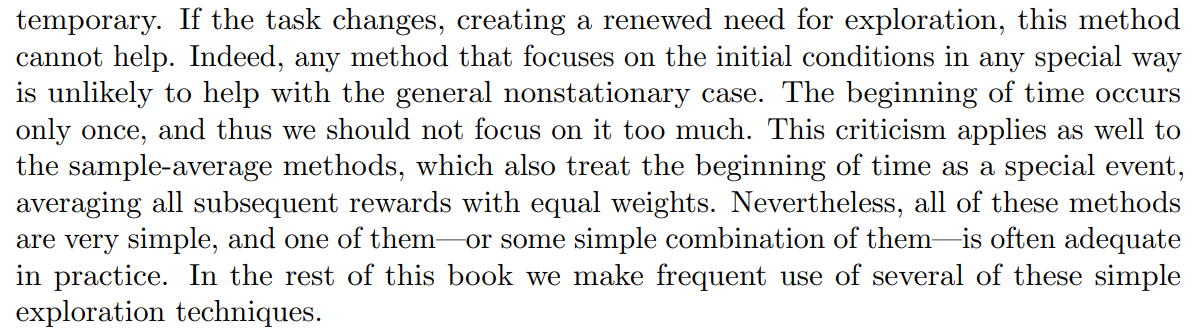 temporary. If the task changes, creating a renewed need for exploration, this method
cannot help. Indeed, any method that focuses on the initial conditions in any special way
is unlikely to help with the general nonstationary case. The beginning of time occurs
only once, and thus we should not focus on it too much. This criticism applies as well to
the sample-average methods, which also treat the beginning of time as a special event,
averaging all subsequent rewards with equal weights. Nevertheless, all of these methods
are very simple, and one of them—or some simple combination of them—is often adequate
in practice. In the rest of this book we make frequent use of several of these simple
exploration techniques.